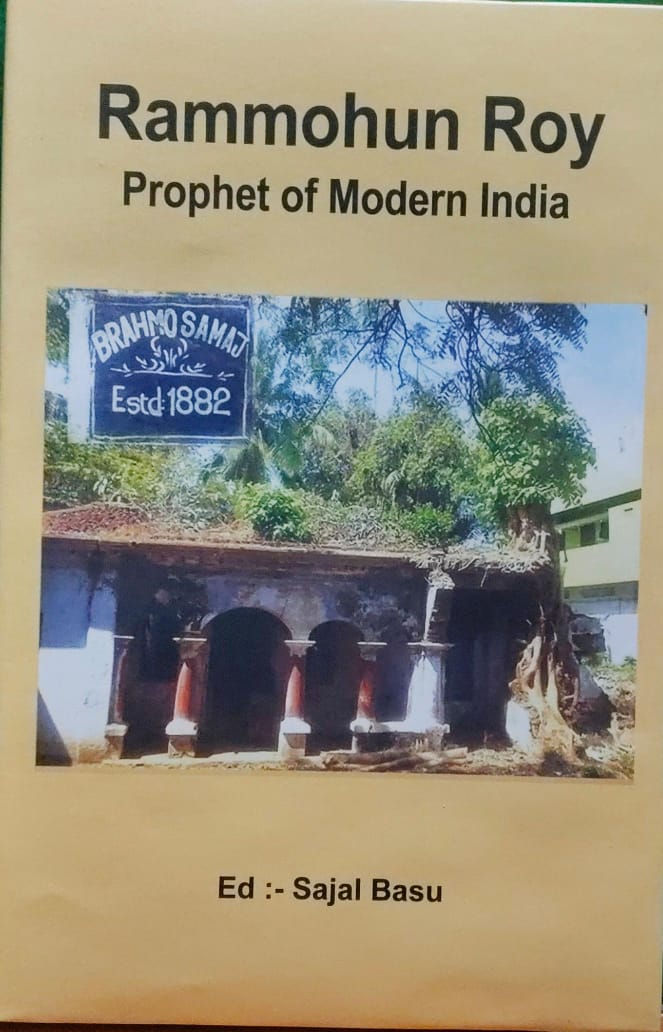 Rammohun Roy
Prophet of Modern India
BRAHMO SAMAJ
Estd: 1882
Ed :- Sajal Basu